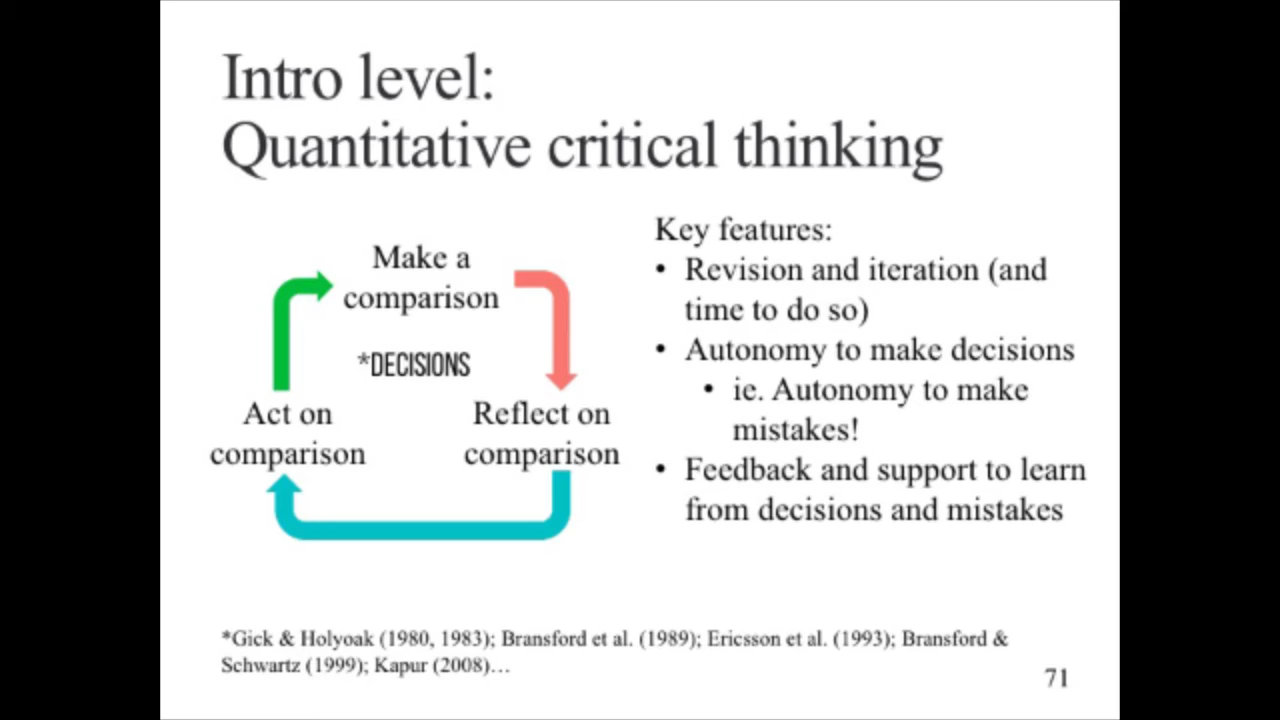 Intro level:
Quantitative critical thinking
Make a
comparison
*DECISIONS
Act on
comparison
Reflect on
comparison
Key features:
• Revision and iteration (and
time to do so)
• Autonomy to make decisions
• ie. Autonomy to make
mistakes!
• Feedback and support to learn
from decisions and mistakes
*Gick & Holyoak (1980, 1983); Bransford et al. (1989); Ericsson et al. (1993); Bransford &
Schwartz (1999); Kapur (2008)…
71